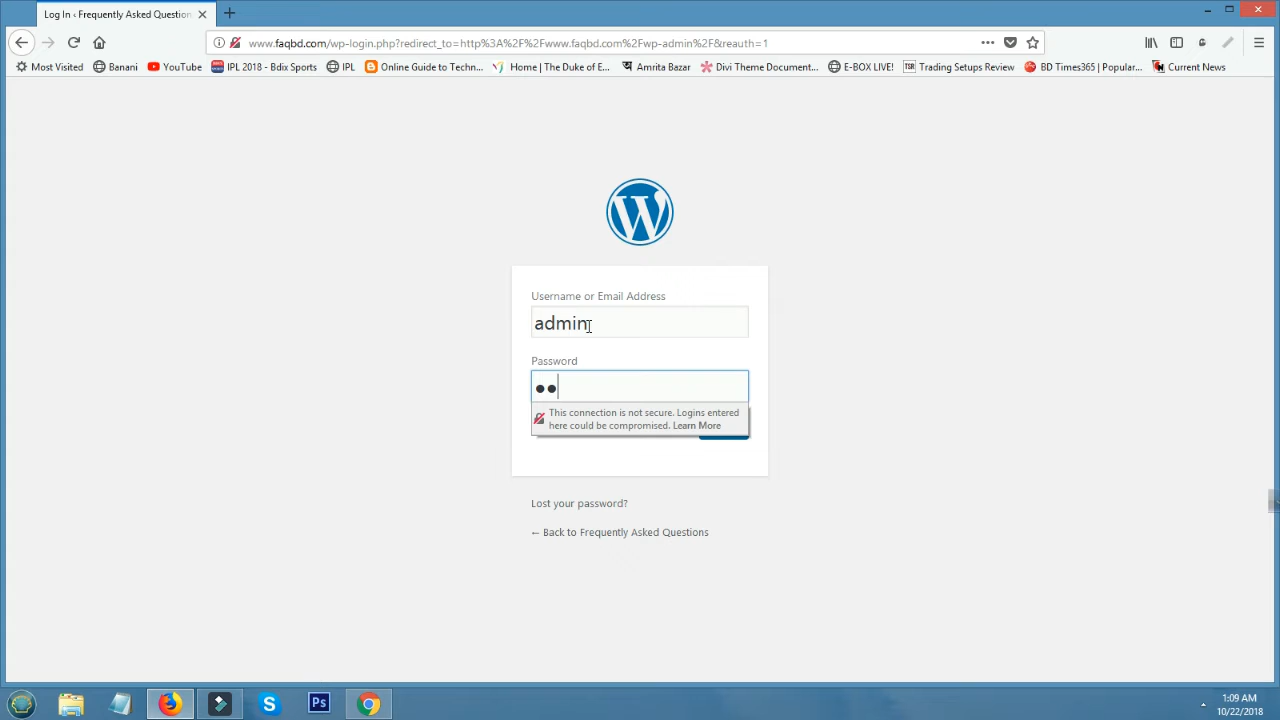 Log In ‹ Frequently Asked Question
www.faqbd.com/wp-login.php?redirect_to=http%3A%2F%2Fwww.faqbd.com%2Fwp-admin%2F&reauth=1
Most Visited Banani YouTube IPL 2018 - Bdix Sports IPL Online Guide to Techn... Home | The Duke of E... Amrita Bazar Divi Theme Document... E-BOX LIVE! TSR Trading Setups Review BD Times365 | Popular... Current News
W
Username or Email Address
admin
Password
This connection is not secure. Logins entered
here could be compromised. Learn More
Lost your password?
← Back to Frequently Asked Questions
S Ps
1:09 AM
10/22/2018